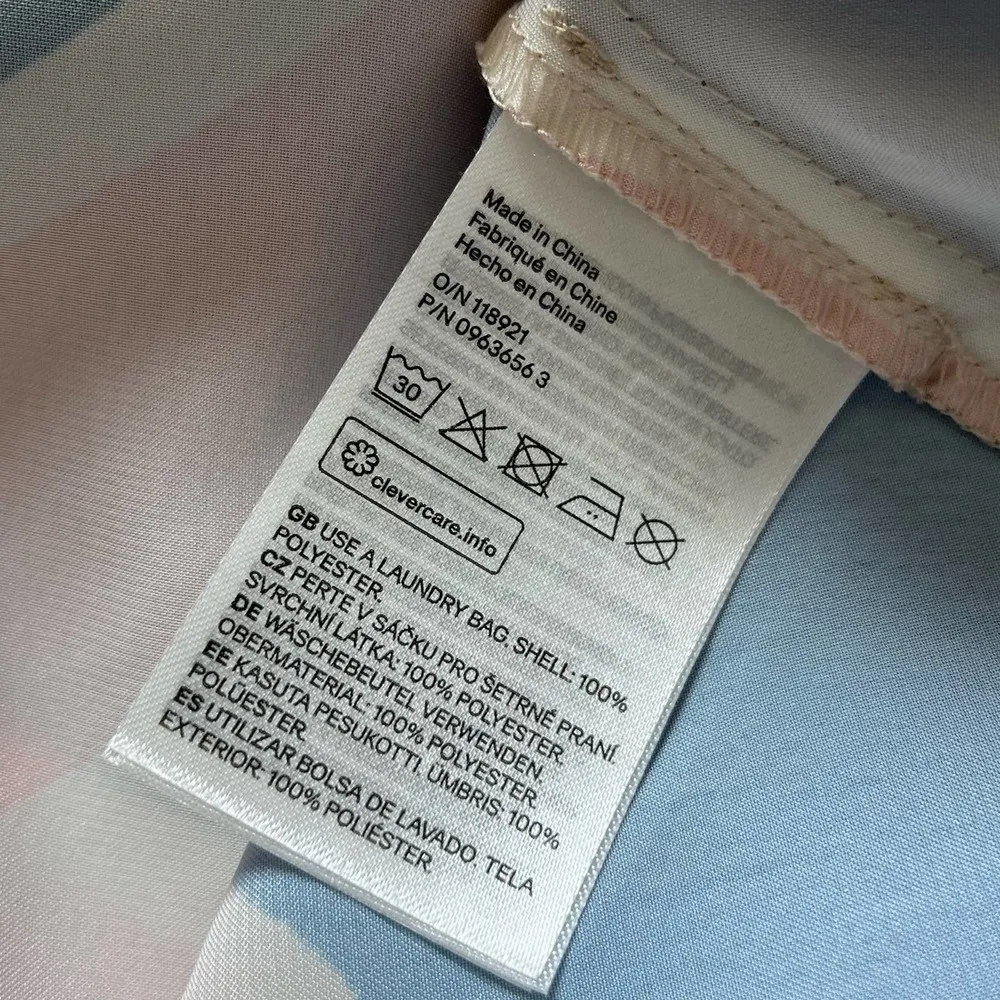 Made in China
Fabriqué en Chine
Hecho en China
O/N 118921
P/N 0963656 3
30
clevercare.info
GB USE A LAUNDRY BAG. SHELL: 100%
POLYESTER.
CZ PERTE V SÁČKU PRO ŠETRNÉ PRANÍ.
SVRCHNÍ LÁTKA: 100% POLYESTER.
DE WÄSCHEBEUTEL VERWENDEN.
OBERMATERIAL: 100% POLYESTER.
EE KASUTA PESUKOTTI. ÜMBRIS: 100%
POLÜESTER.
ES UTILIZAR BOLSA DE LAVADO. TELA
EXTERIOR: 100% POLIÉSTER.